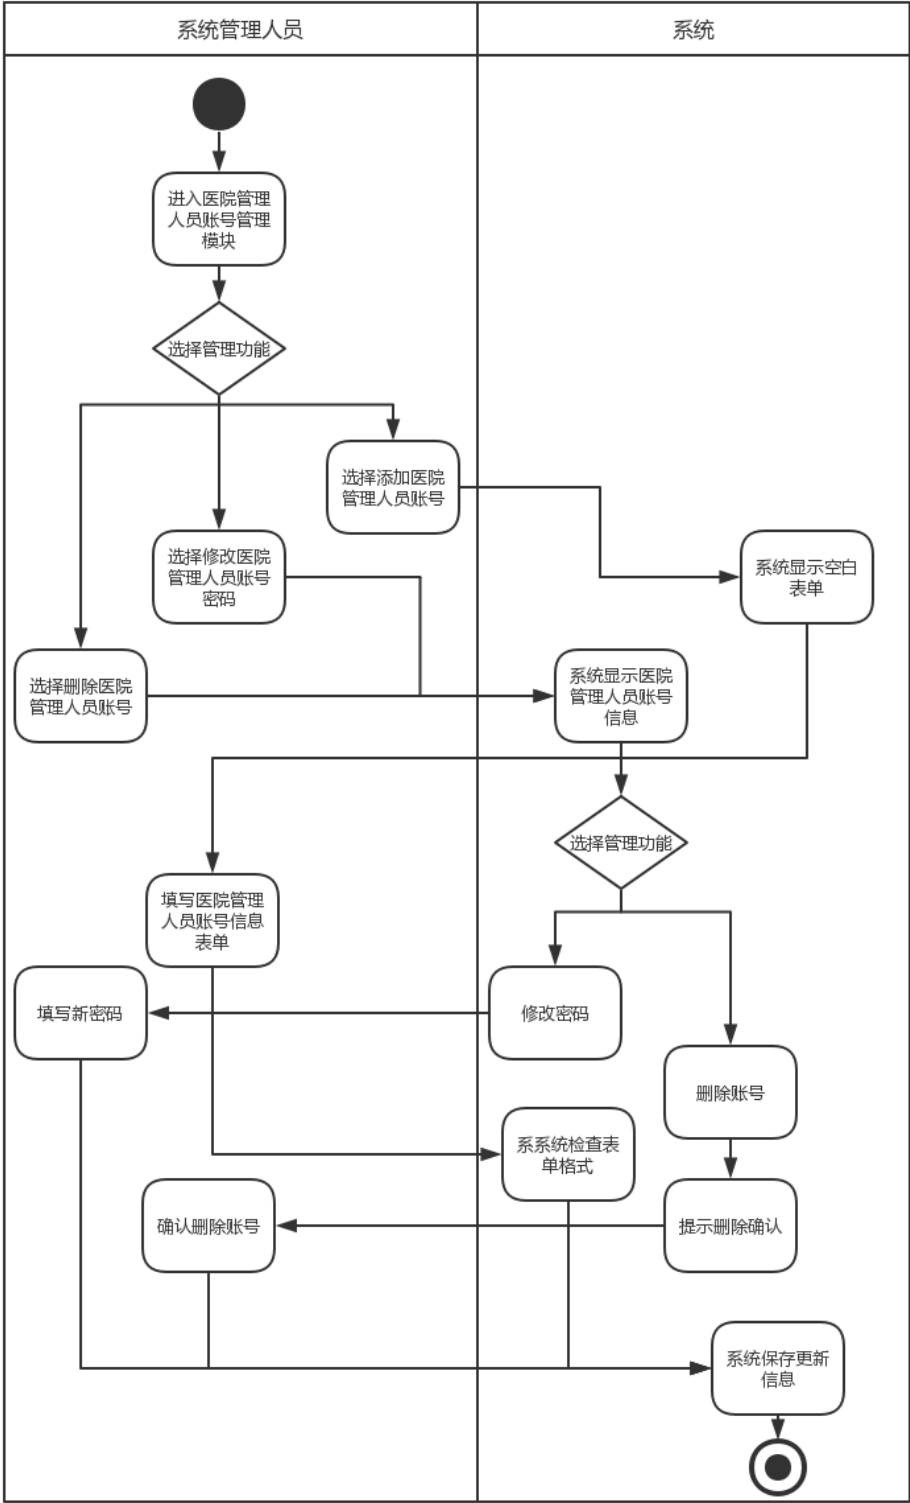 系统管理人员
系统
进入医院管理
人员账号管理
模块
选择管理功能
选择添加医院
管理人员账号
选择修改医院
管理人员账号
密码
系统显示空白
表单
选择删除医院
管理人员账号
系统显示医院
管理人员账号
信息
选择管理功能
填写医院管理
人员账号信息
表单
填写新密码
修改密码
删除账号
系系统检查表
单格式
确认删除账号
提示删除确认
系统保存更新
信息